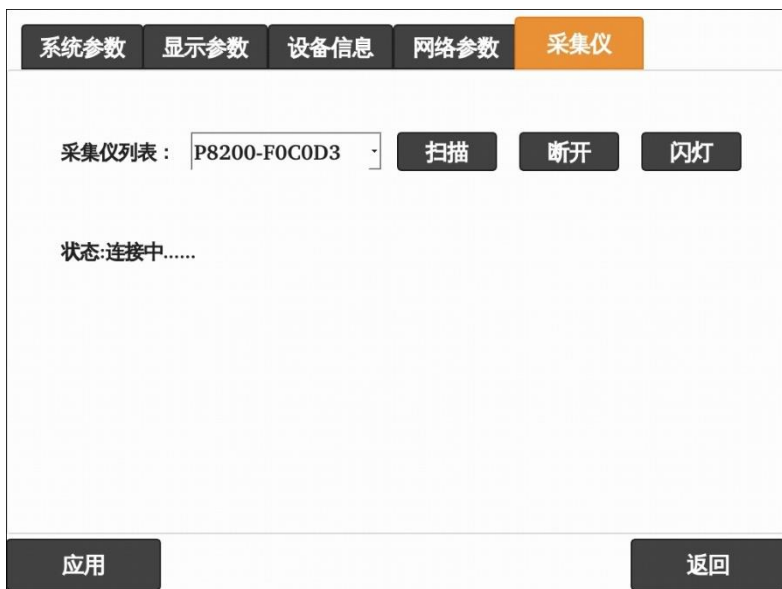 系统参数 显示参数 设备信息 网络参数 采集仪
采集仪列表： P8200-F0C0D3 扫描 断开 闪灯
状态:连接中......
应用 返回